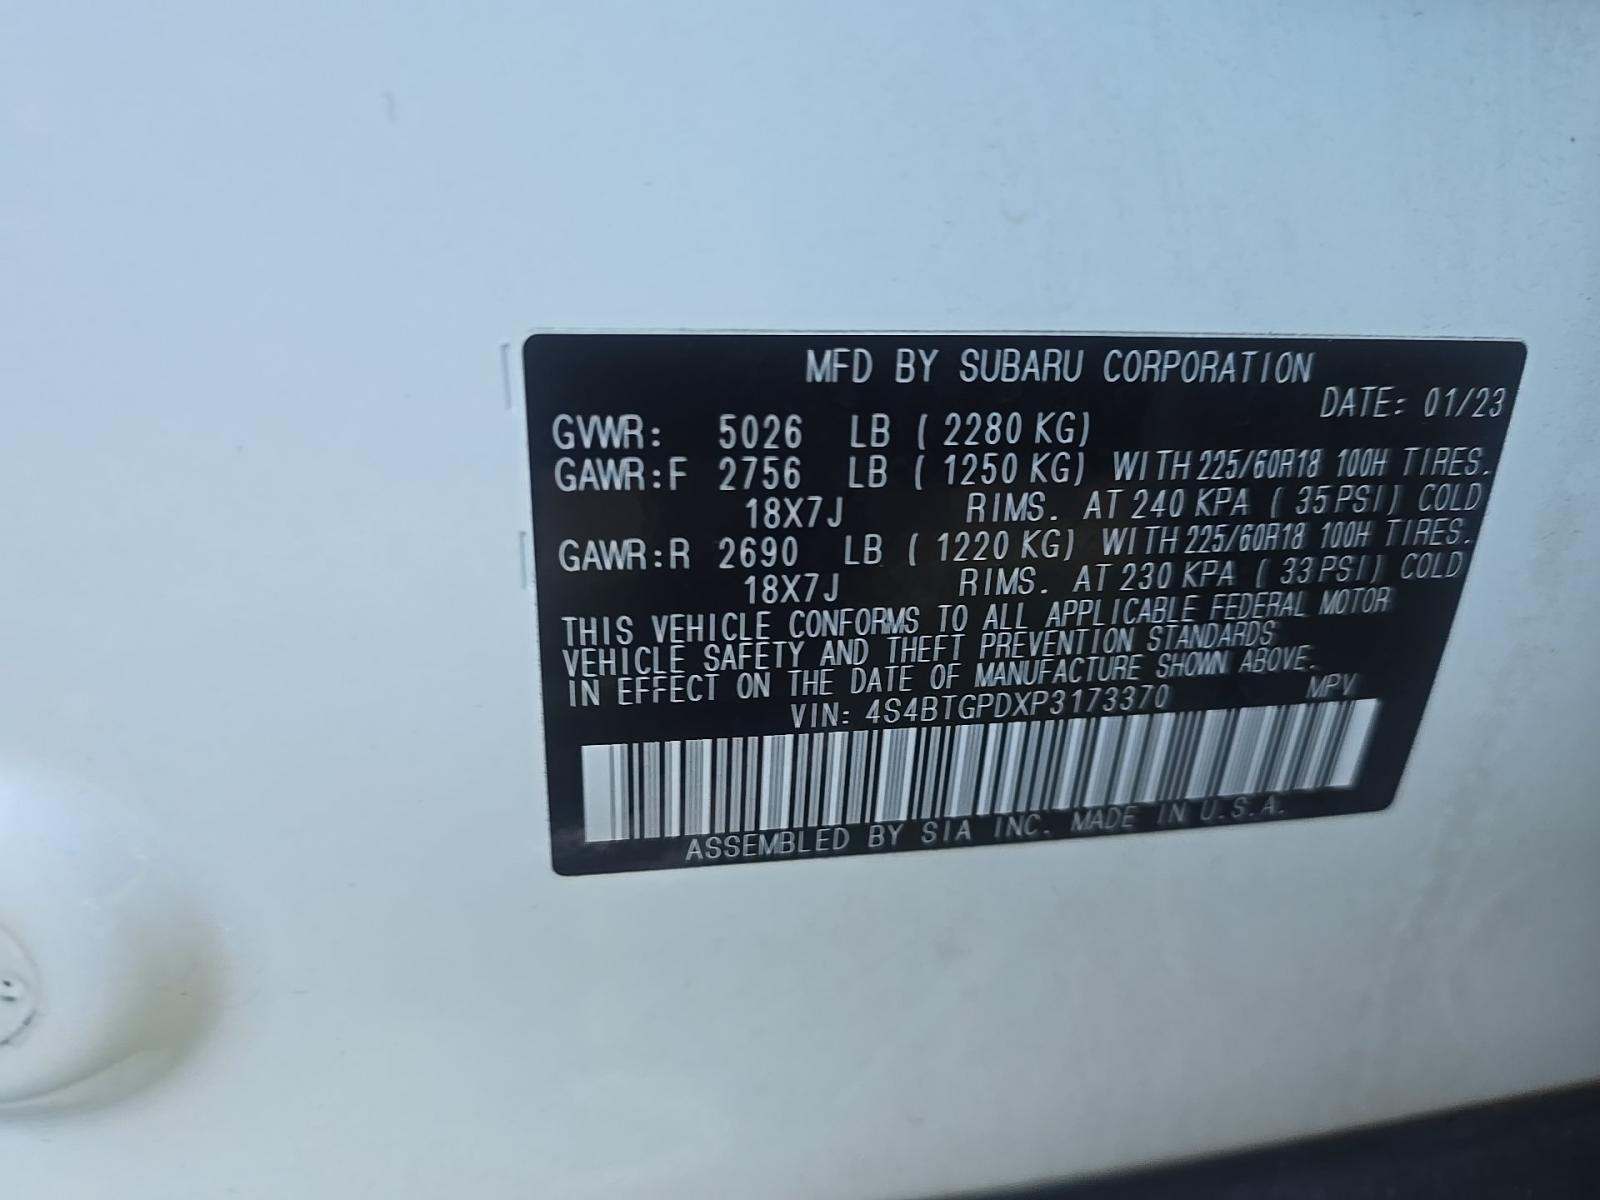 MFD BY SUBARU CORPORATION
DATE: 01/23
GVWR: 5026 LB ( 2280 KG)
GAWR:F 2756 LB ( 1250 KG) WITH 225/60R18 100H TIRES.
18X7J RIMS. AT 240 KPA ( 35 PSI) COLD
GAWR:R 2690 LB ( 1220 KG) WITH 225/60R18 100H TIRES.
18X7J RIMS. AT 230 KPA ( 33 PSI) COLD
THIS VEHICLE CONFORMS TO ALL APPLICABLE FEDERAL MOTOR
VEHICLE SAFETY AND THEFT PREVENTION STANDARDS
IN EFFECT ON THE DATE OF MANUFACTURE SHOWN ABOVE.
VIN: 4S4BTGPDXP3173370 MPV
ASSEMBLED BY SIA INC. MADE IN U.S.A.